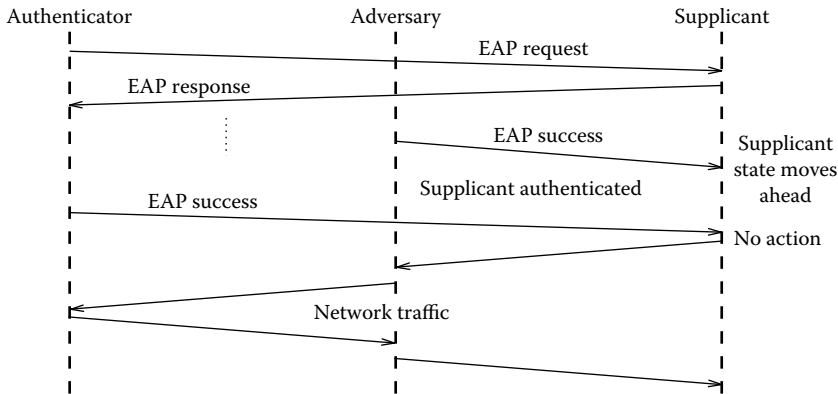 Authenticator
Adversary
Supplicant
EAP request
EAP response
EAP success
Supplicant
state moves
ahead
Supplicant authenticated
EAP success
No action
Network traffic